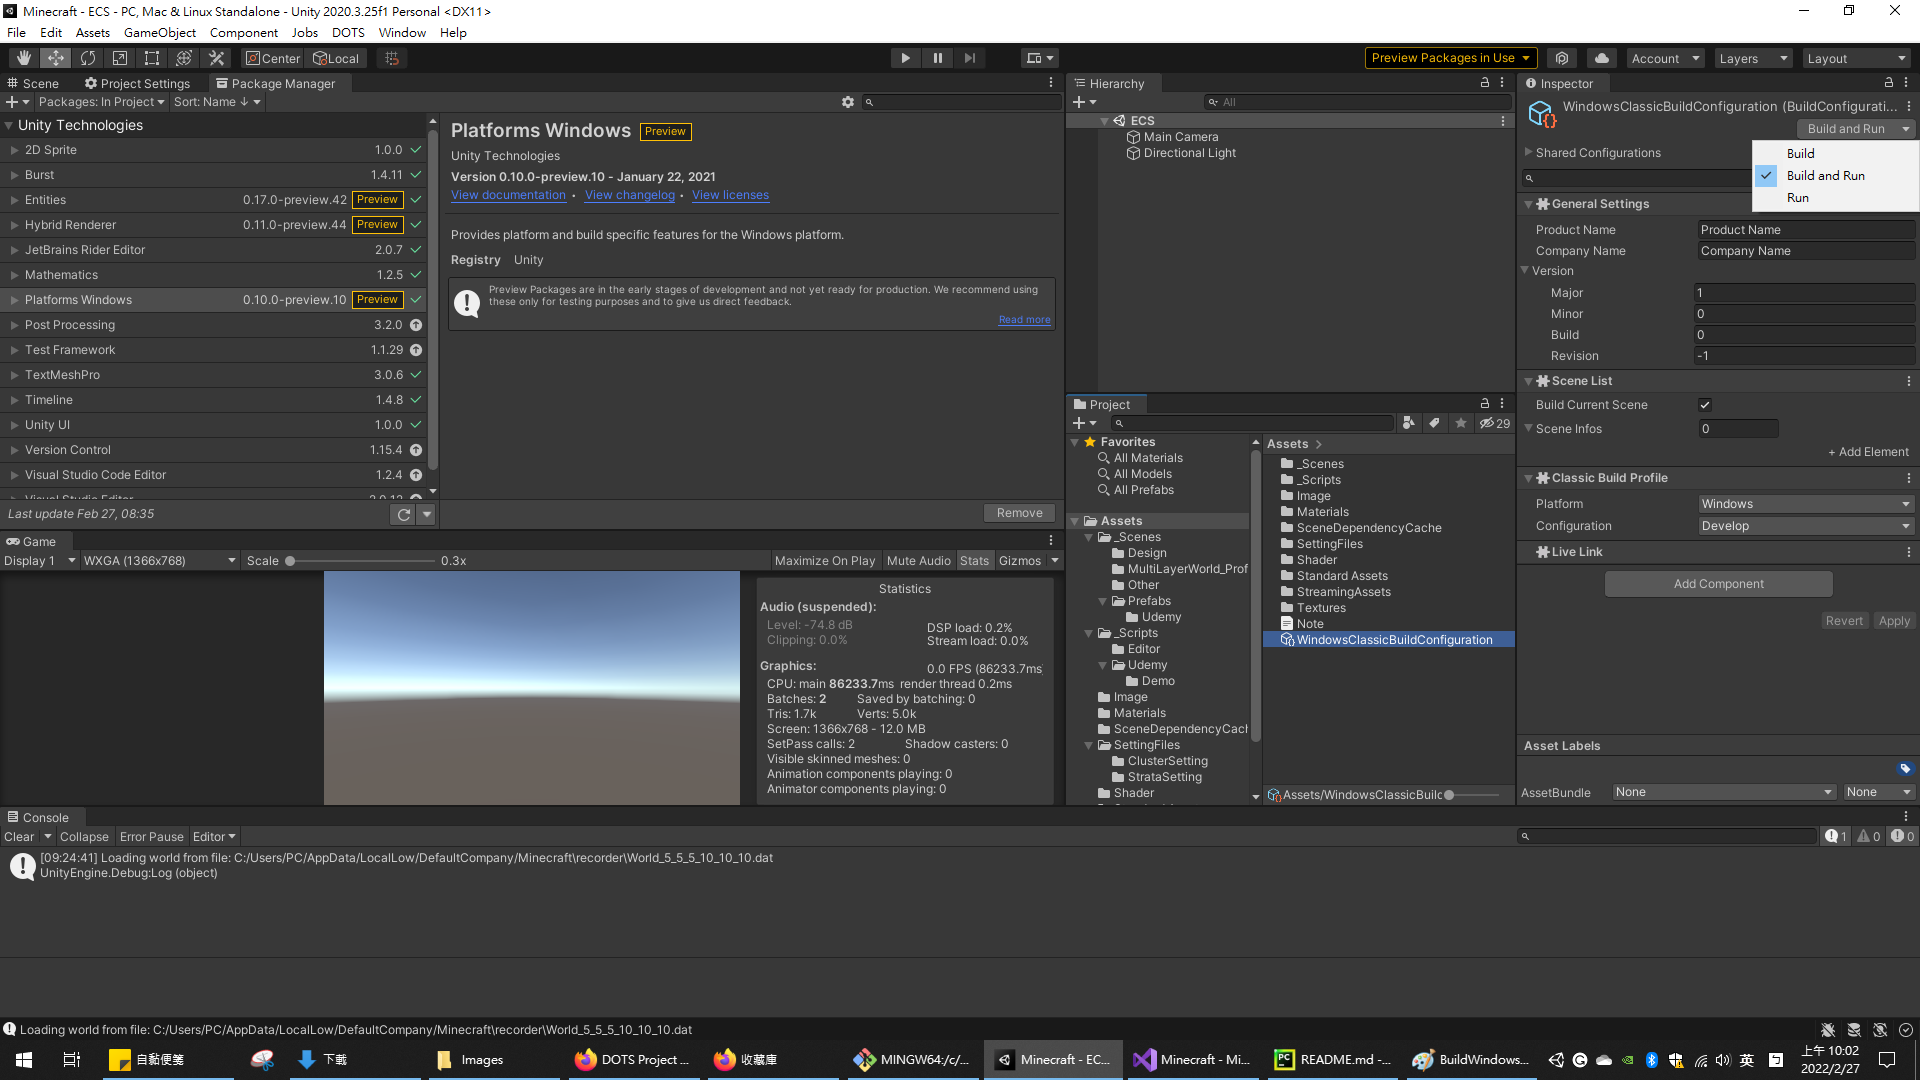 Minecraft - ECS - PC, Mac & Linux Standalone - Unity 2020.3.25f1 Personal <DX11>
File Edit Assets GameObject Component Jobs DOTS Window Help
Center Local
Preview Packages in Use Account Layers Layout
Scene Project Settings Package Manager
Packages: In Project Sort: Name ↓
Unity Technologies
2D Sprite 1.0.0
Burst 1.4.11
Entities 0.17.0-preview.42 Preview
Hybrid Renderer 0.11.0-preview.44 Preview
JetBrains Rider Editor 2.0.7
Mathematics 1.2.5
Platforms Windows 0.10.0-preview.10 Preview
Post Processing 3.2.0
Test Framework 1.1.29
TextMeshPro 3.0.6
Timeline 1.4.8
Unity UI 1.0.0
Version Control 1.15.4
Visual Studio Code Editor 1.2.4
Last update Feb 27, 08:35
Platforms Windows Preview
Unity Technologies
Version 0.10.0-preview.10 - January 22, 2021
View documentation • View changelog • View licenses
Provides platform and build specific features for the Windows platform.
Registry Unity
Preview Packages are in the early stages of development and not yet ready for production. We recommend using
these only for testing purposes and to give us direct feedback.
Read more
Remove
Game
Display 1 WXGA (1366x768) Scale 0.3x Maximize On Play Mute Audio Stats Gizmos
Statistics
Audio (suspended):
Level: -74.8 dB DSP load: 0.2%
Clipping: 0.0% Stream load: 0.0%
Graphics: 0.0 FPS (86233.7ms)
CPU: main 86233.7ms render thread 0.2ms
Batches: 2 Saved by batching: 0
Tris: 1.7k Verts: 5.0k
Screen: 1366x768 - 12.0 MB
SetPass calls: 2 Shadow casters: 0
Visible skinned meshes: 0
Animation components playing: 0
Animator components playing: 0
Hierarchy
All
ECS
Main Camera
Directional Light
Project
29
Favorites
All Materials
All Models
All Prefabs
Assets
_Scenes
Design
MultiLayerWorld_Prof
Other
Prefabs
Udemy
_Scripts
Editor
Udemy
Demo
Image
Materials
SceneDependencyCach
SettingFiles
ClusterSetting
StrataSetting
Shader
Assets
_Scenes
_Scripts
Image
Materials
SceneDependencyCache
SettingFiles
Shader
Standard Assets
StreamingAssets
Textures
Note
WindowsClassicBuildConfiguration
Assets/WindowsClassicBuilc
Inspector
WindowsClassicBuildConfiguration (BuildConfigurati...
Build and Run
Shared Configurations
Build
Build and Run
Run
General Settings
Product Name Product Name
Company Name Company Name
Version
Major 1
Minor 0
Build 0
Revision -1
Scene List
Build Current Scene
Scene Infos 0
+ Add Element
Classic Build Profile
Platform Windows
Configuration Develop
Live Link
Add Component
Revert Apply
Asset Labels
AssetBundle None None
Console
Clear Collapse Error Pause Editor
1 0 0
[09:24:41] Loading world from file: C:/Users/PC/AppData/LocalLow/DefaultCompany/Minecraft\recorder\World_5_5_5_10_10_10.dat
UnityEngine.Debug:Log (object)
Loading world from file: C:/Users/PC/AppData/LocalLow/DefaultCompany/Minecraft\recorder\World_5_5_5_10_10_10.dat
自黏便箋 下載 Images DOTS Project ... 收藏庫 MINGW64:/c/... Minecraft - EC... Minecraft - Mi... README.md -... BuildWindows... 英
上午 10:02
2022/2/27